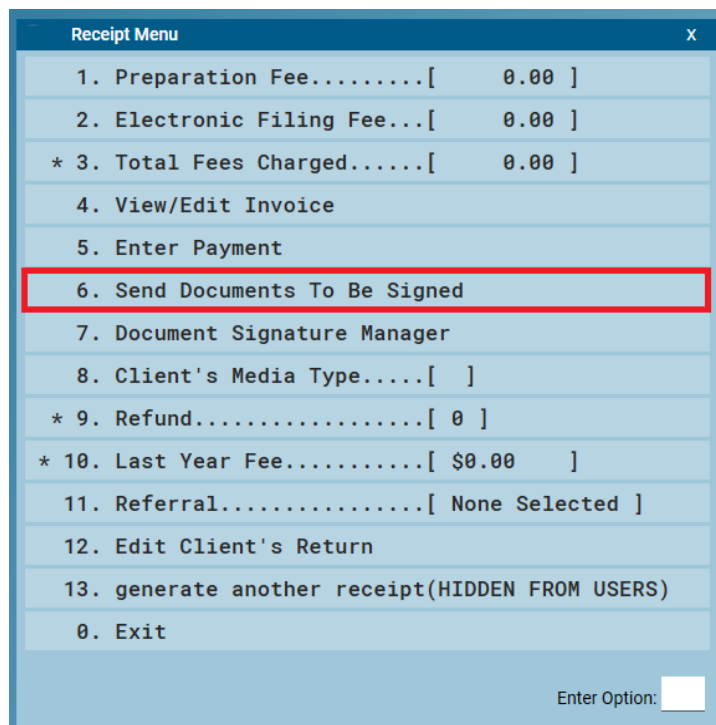 Receipt Menu X
1. Preparation Fee.........[     0.00 ]
2. Electronic Filing Fee...[     0.00 ]
* 3. Total Fees Charged......[     0.00 ]
4. View/Edit Invoice
5. Enter Payment
6. Send Documents To Be Signed
7. Document Signature Manager
8. Client's Media Type.....[  ]
* 9. Refund..................[ 0 ]
* 10. Last Year Fee...........[ $0.00    ]
11. Referral................[ None Selected ]
12. Edit Client's Return
13. generate another receipt(HIDDEN FROM USERS)
0. Exit
Enter Option: